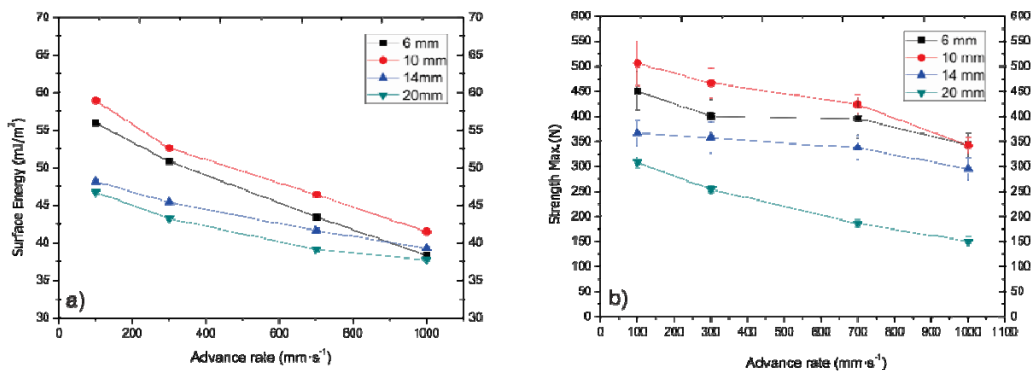 70
65
60
55
50
45
40
35
30
Surface Energy (mJ/m²)
6 mm
10 mm
14mm
20mm
a)
70
65
60
55
50
45
40
35
30
0 200 400 600 800 1000
Advance rate (mm·s⁻¹)
600
550
500
450
400
350
300
250
200
150
100
50
0
Strength Max.(N)
6 mm
10 mm
14 mm
20 mm
b)
600
550
500
450
400
350
300
250
200
150
100
50
0
0 100 200 300 400 500 600 700 800 900 1000 1100
Advance rate (mm·s⁻¹)